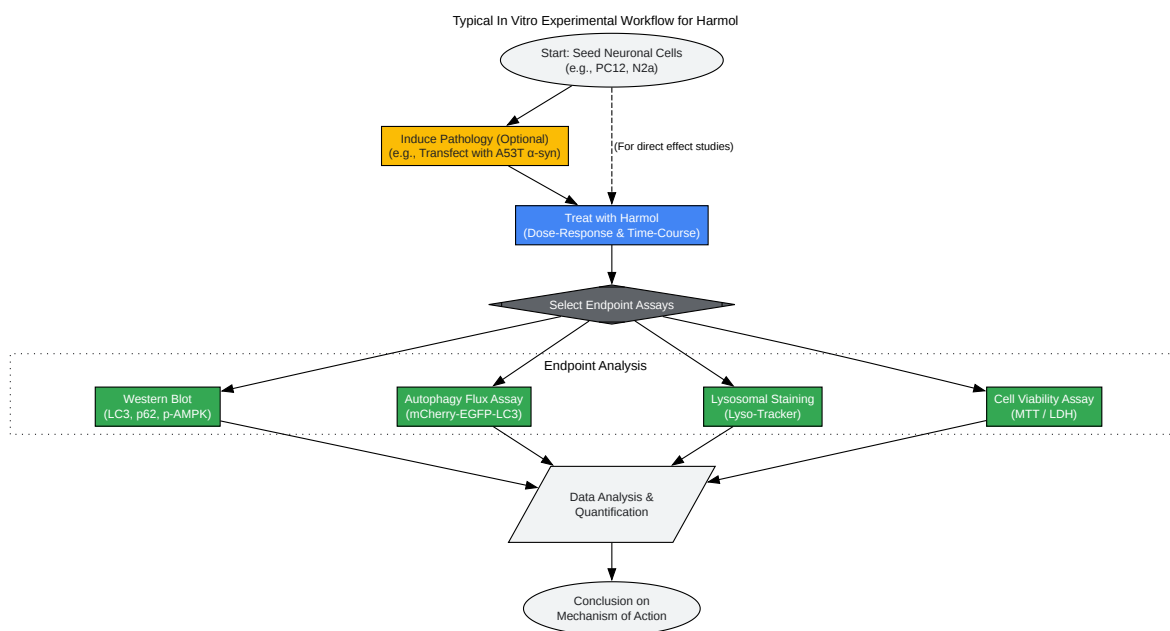 Typical In Vitro Experimental Workflow for Harmol
Start: Seed Neuronal Cells
(e.g., PC12, N2a)
Induce Pathology (Optional)
(e.g., Transfect with A53T α-syn)
(For direct effect studies)
Treat with Harmol
(Dose-Response & Time-Course)
Select Endpoint Assays
Endpoint Analysis
Western Blot
(LC3, p62, p-AMPK)
Autophagy Flux Assay
(mCherry-EGFP-LC3)
Lysosomal Staining
(Lyso-Tracker)
Cell Viability Assay
(MTT / LDH)
Data Analysis &
Quantification
Conclusion on
Mechanism of Action